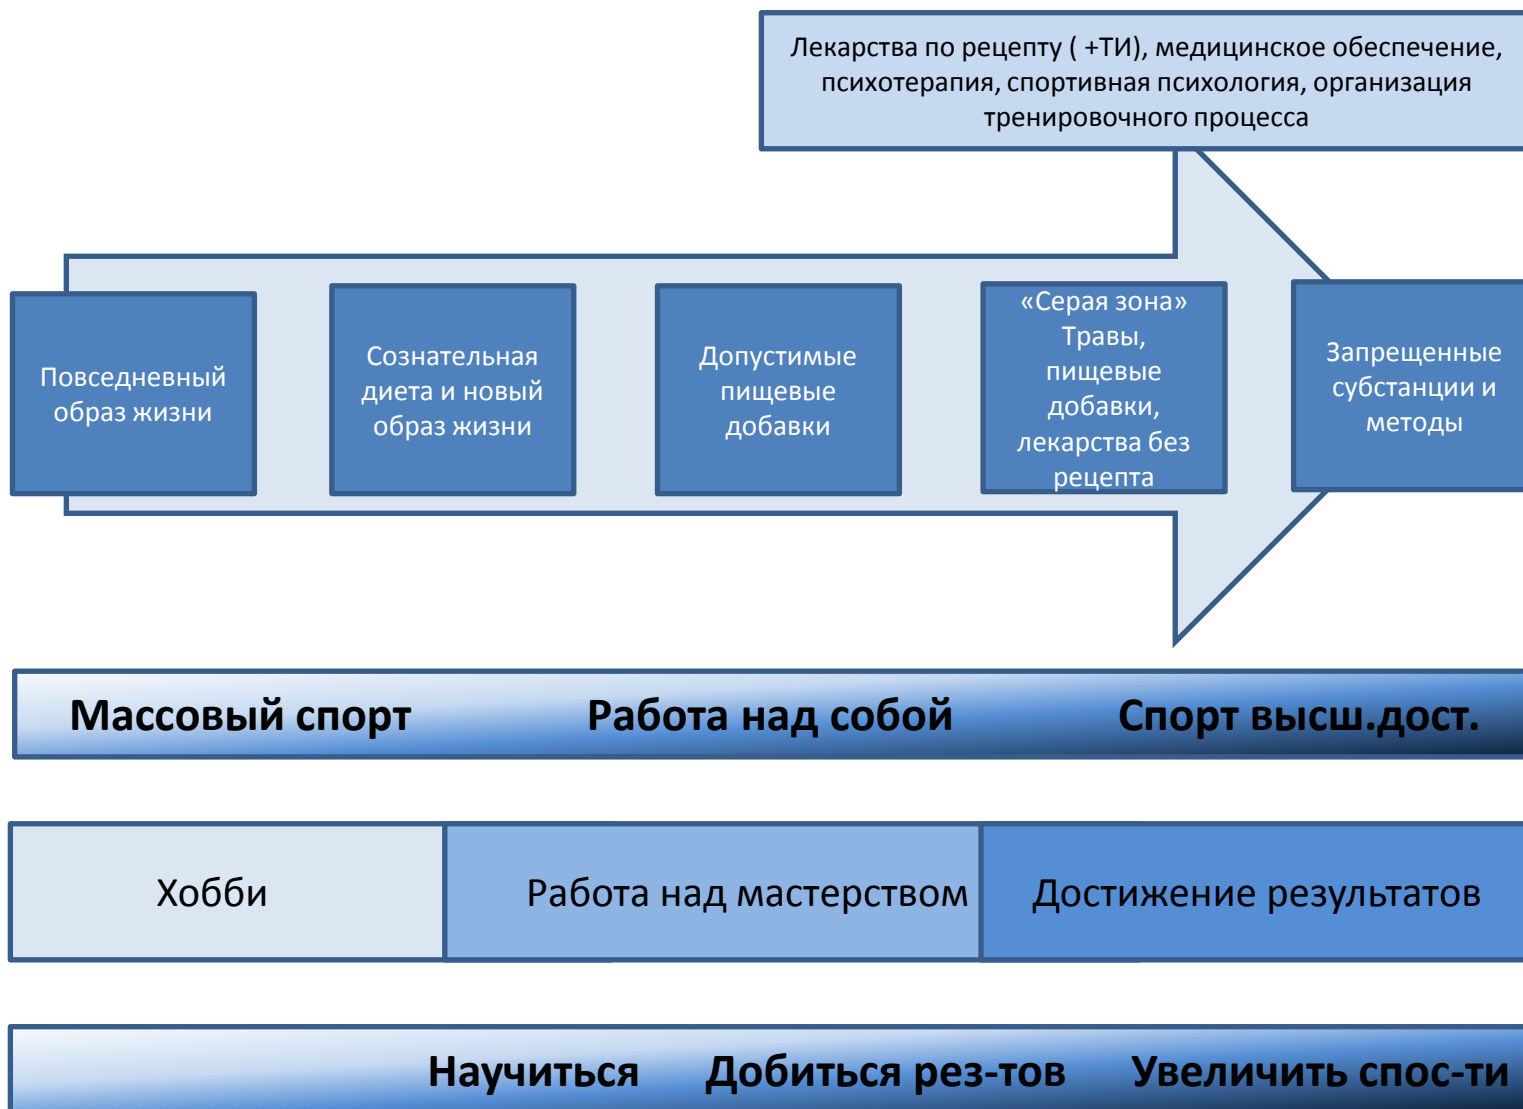 Лекарства по рецепту ( +ТИ), медицинское обеспечение,
психотерапия, спортивная психология, организация
тренировочного процесса
Повседневный
образ жизни
Сознательная
диета и новый
образ жизни
Допустимые
пищевые
добавки
«Серая зона»
Травы,
пищевые
добавки,
лекарства без
рецепта
Запрещенные
субстанции и
методы
Массовый спорт Работа над собой Спорт высш.дост.
Хобби Работа над мастерством Достижение результатов
Научиться Добиться рез-тов Увеличить спос-ти